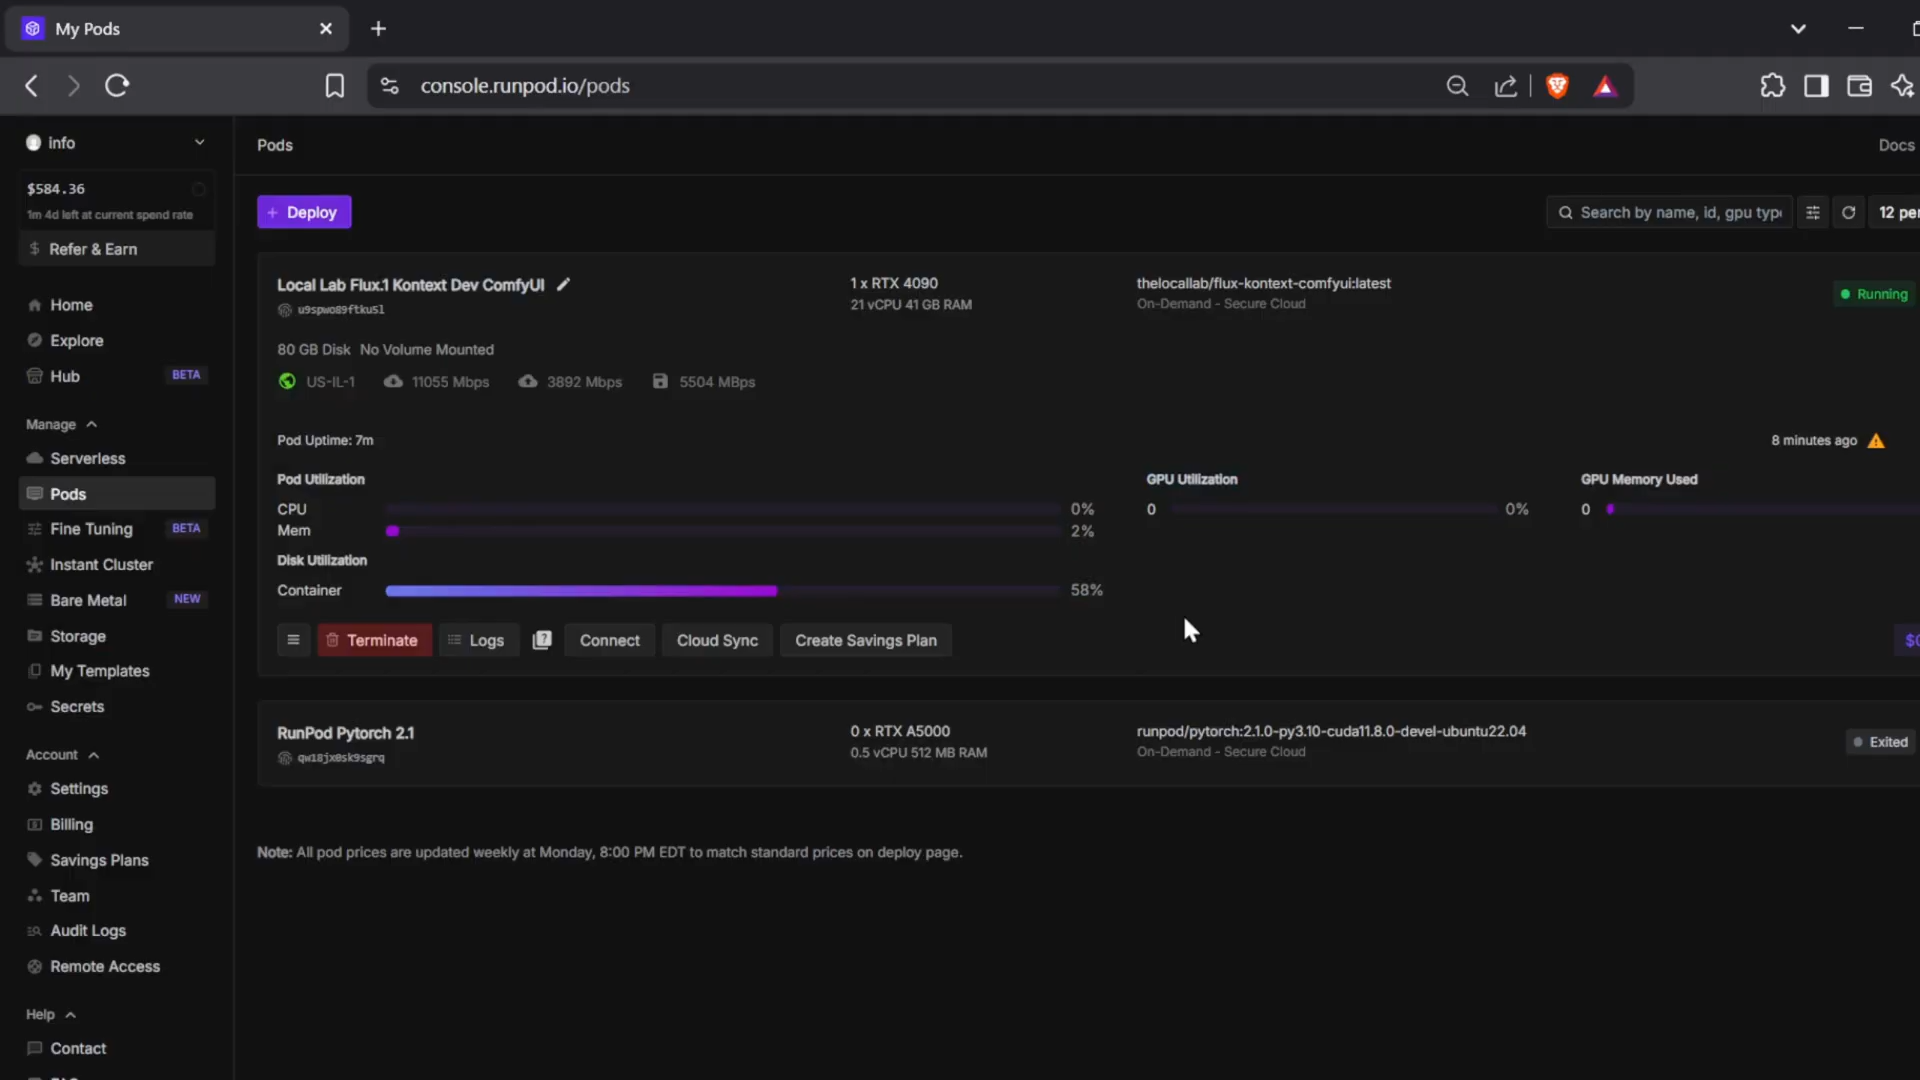 My Pods
console.runpod.io/pods
info
$584.36
1m 4d left at current spend rate
$ Refer & Earn
Home
Explore
Hub BETA
Manage
Serverless
Pods
Fine Tuning BETA
Instant Cluster
Bare Metal NEW
Storage
My Templates
Secrets
Account
Settings
Billing
Savings Plans
Team
Audit Logs
Remote Access
Help
Contact
Pods
Docs
+ Deploy
Search by name, id, gpu type
12 per
Local Lab Flux.1 Kontext Dev ComfyUI
1 x RTX 4090
thelocallab/flux-kontext-comfyui:latest
Running
21 vCPU 41 GB RAM
On-Demand - Secure Cloud
80 GB Disk No Volume Mounted
US-IL-1 11055 Mbps 3892 Mbps 5504 MBps
Pod Uptime: 7m
8 minutes ago
Pod Utilization
GPU Utilization
GPU Memory Used
CPU 0%
0 0%
0
Mem 2%
Disk Utilization
Container 58%
Terminate Logs ? Connect Cloud Sync Create Savings Plan
RunPod Pytorch 2.1
0 x RTX A5000
runpod/pytorch:2.1.0-py3.10-cuda11.8.0-devel-ubuntu22.04
Exited
0.5 vCPU 512 MB RAM
On-Demand - Secure Cloud
Note: All pod prices are updated weekly at Monday, 8:00 PM EDT to match standard prices on deploy page.